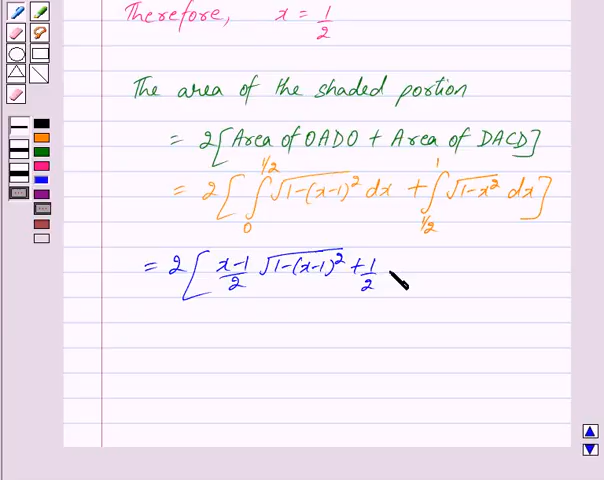 Therefore, x = 1/2
The area of the shaded portion
= 2[Area of OADO + Area of DACD]
= 2[∫₀^{1/2} √(1-(x-1)²) dx + ∫_{1/2}^{1} √(1-x²) dx]
= 2[ (x-1)/2 √(1-(x-1)²) + 1/2